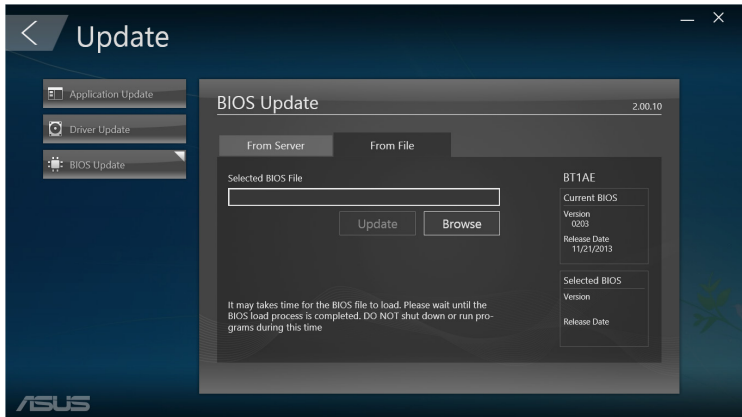 Update
Application Update
Driver Update
BIOS Update
BIOS Update
2.00.10
From Server
From File
Selected BIOS File
Update
Browse
It may takes time for the BIOS file to load. Please wait until the
BIOS load process is completed. DO NOT shut down or run pro-
grams during this time
BT1AE
Current BIOS
Version
0203
Release Date
11/21/2013
Selected BIOS
Version
Release Date
ASUS